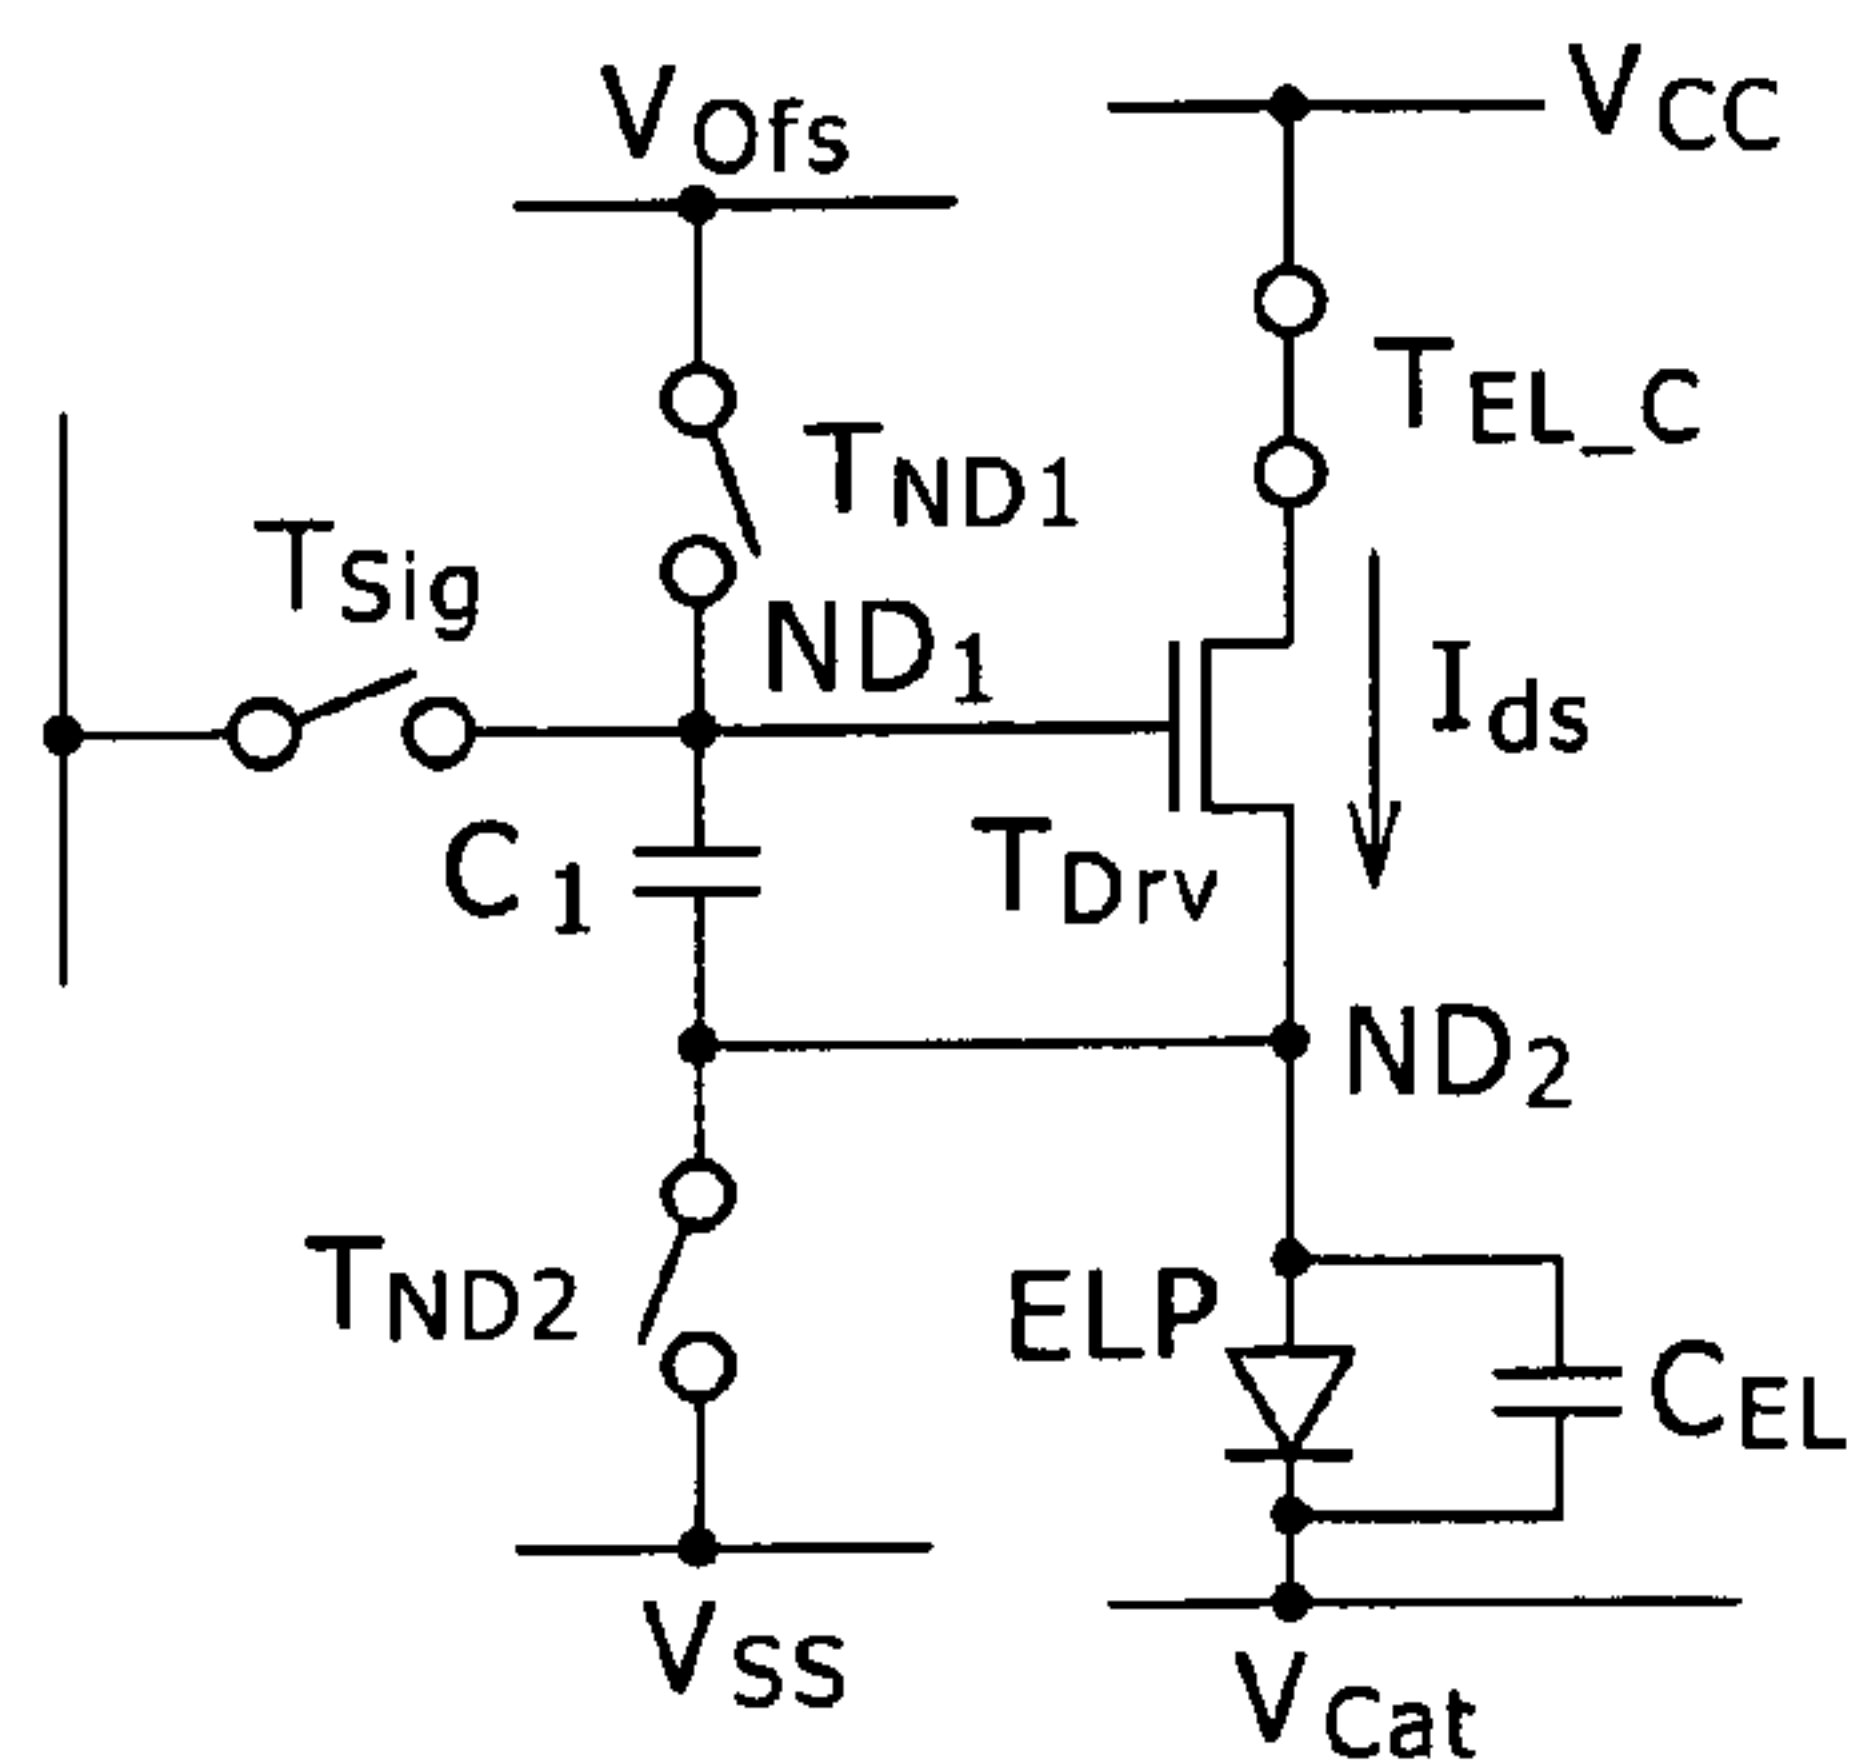 VOfs
VCC
TEL_C
TND1
TSig
ND1
Ids
C1
TDrv
ND2
TND2
ELP
CEL
VSS
VCat